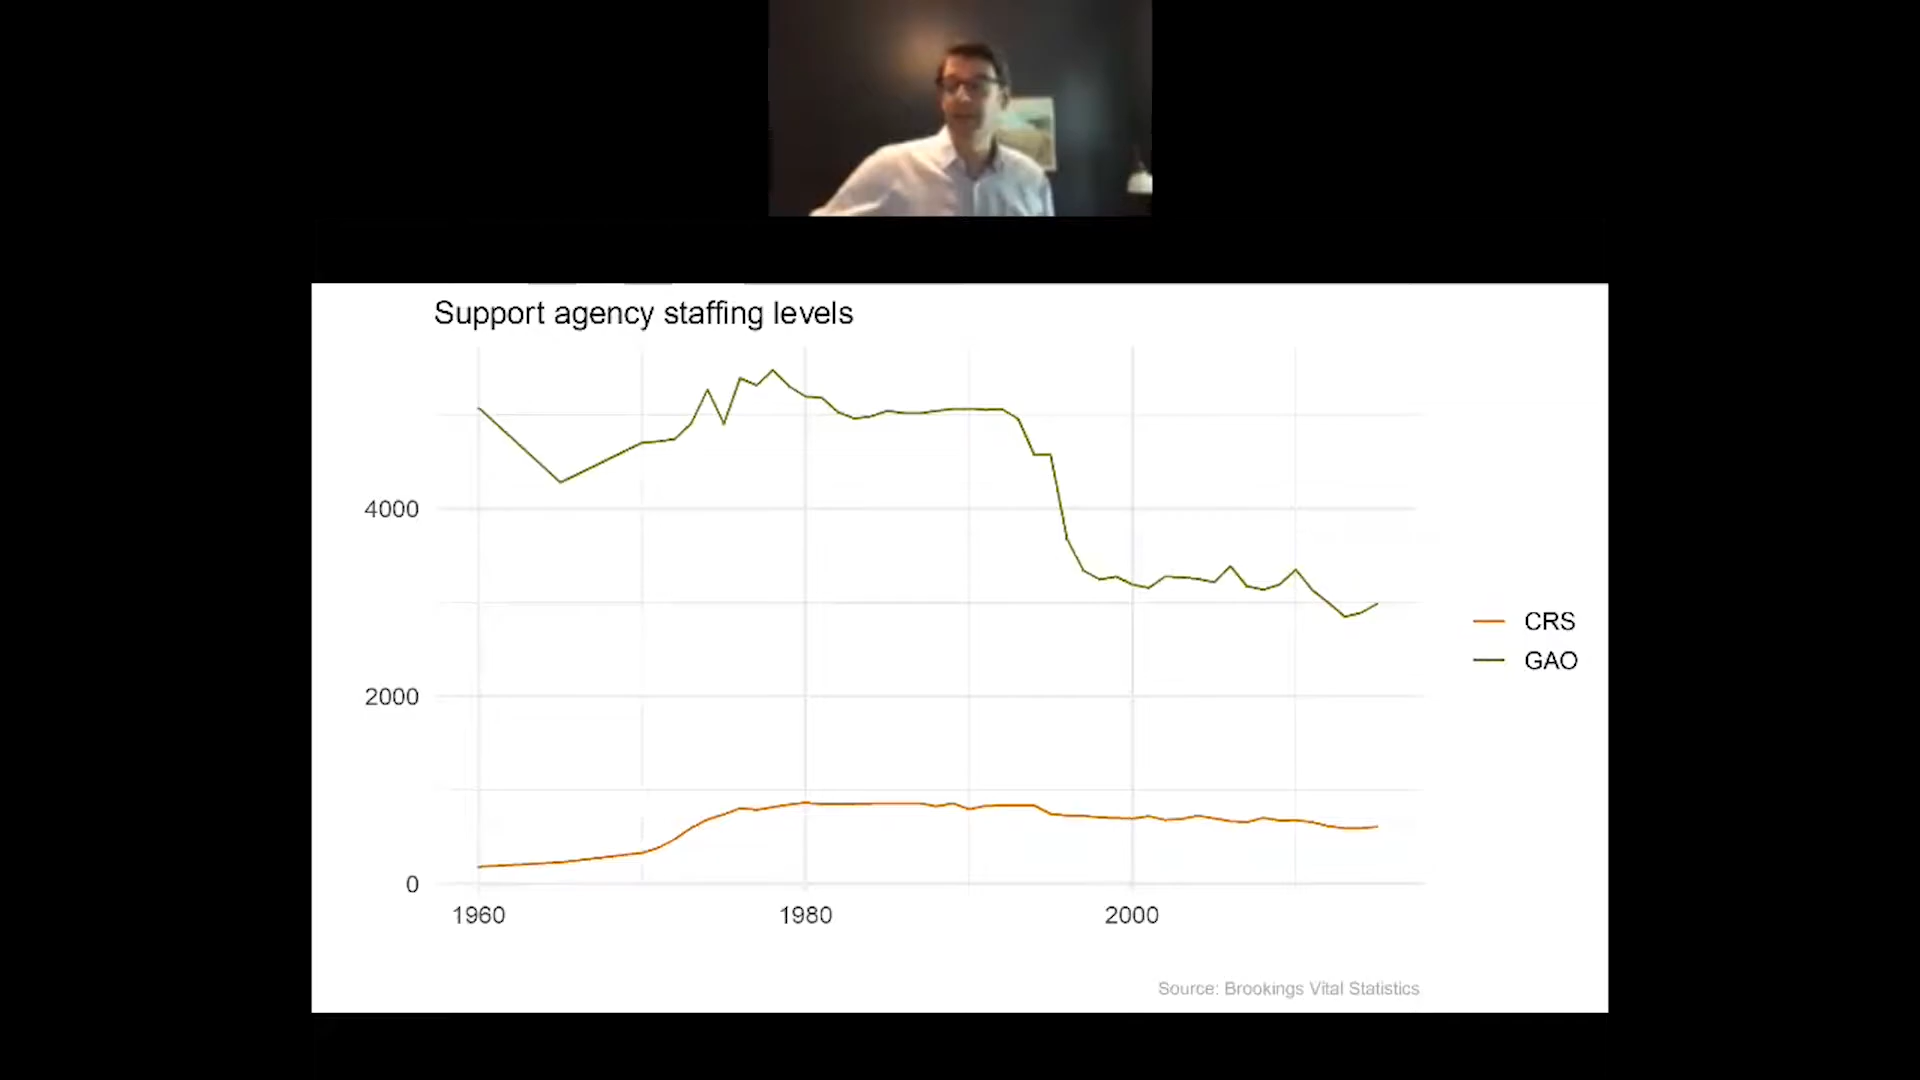 Support agency staffing levels
4000
2000
0
1960 1980 2000
CRS
GAO
Source: Brookings Vital Statistics